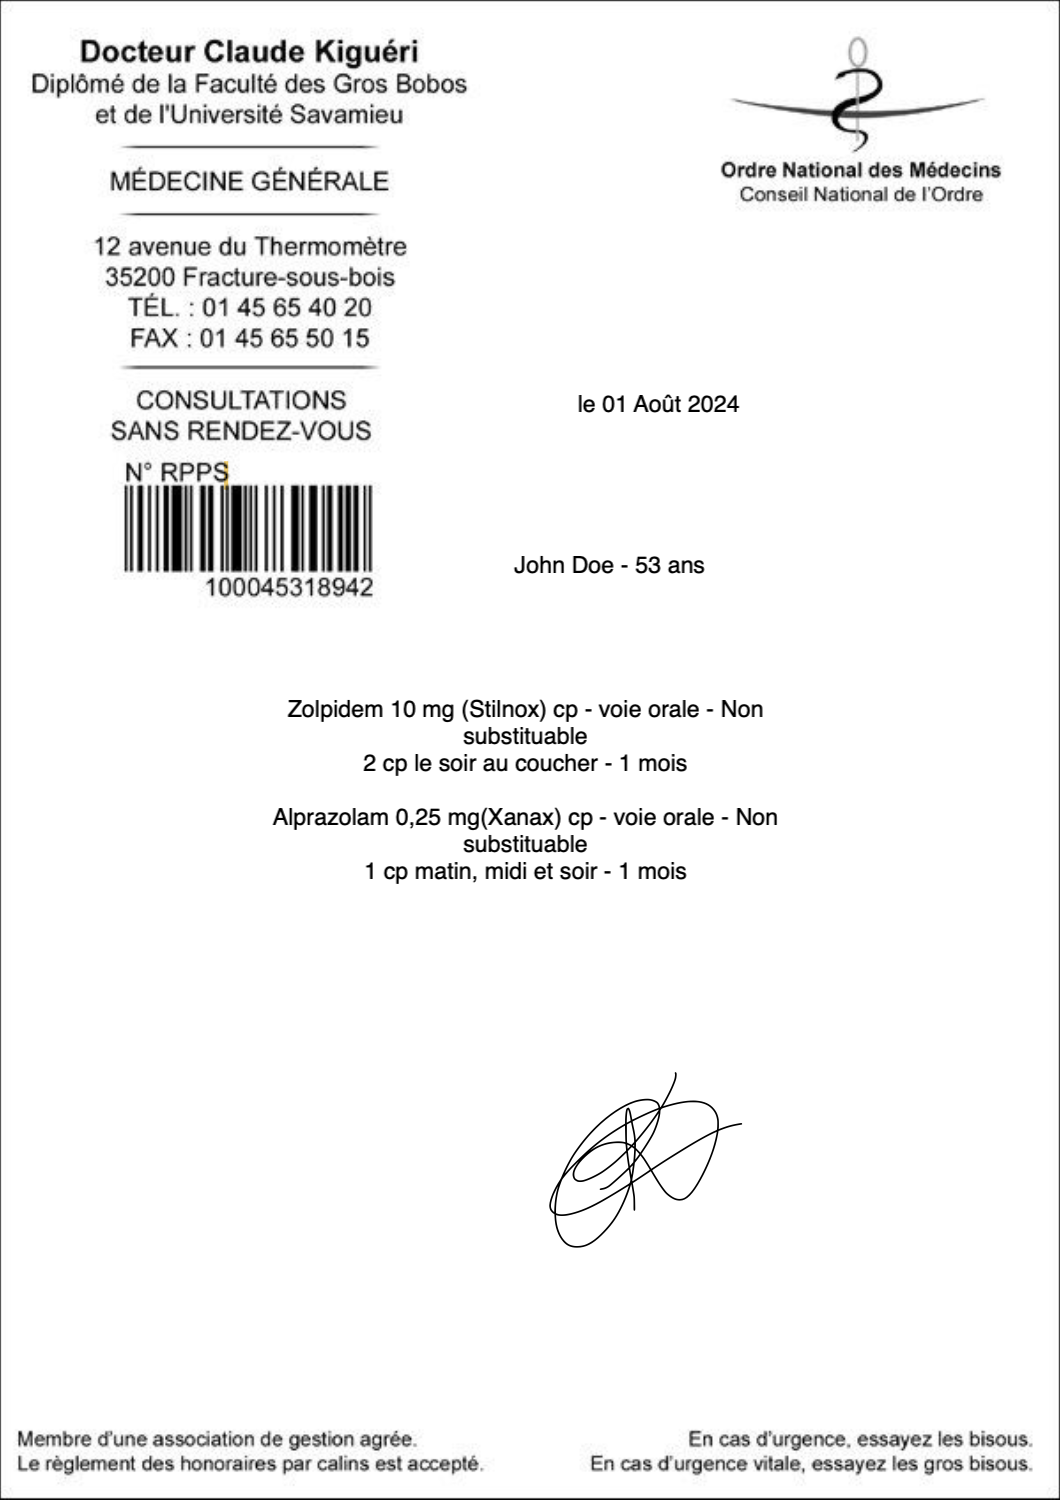 Docteur Claude Kiguéri
Diplômé de la Faculté des Gros Bobos
et de l'Université Savamieu
MÉDECINE GÉNÉRALE
12 avenue du Thermomètre
35200 Fracture-sous-bois
TÉL. : 01 45 65 40 20
FAX : 01 45 65 50 15
CONSULTATIONS
SANS RENDEZ-VOUS
N° RPPS
100045318942
Ordre National des Médecins
Conseil National de l'Ordre
le 01 Août 2024
John Doe - 53 ans
Zolpidem 10 mg (Stilnox) cp - voie orale - Non
substituable
2 cp le soir au coucher - 1 mois
Alprazolam 0,25 mg(Xanax) cp - voie orale - Non
substituable
1 cp matin, midi et soir - 1 mois
Membre d'une association de gestion agrée.
Le règlement des honoraires par calins est accepté.
En cas d'urgence, essayez les bisous.
En cas d'urgence vitale, essayez les gros bisous.